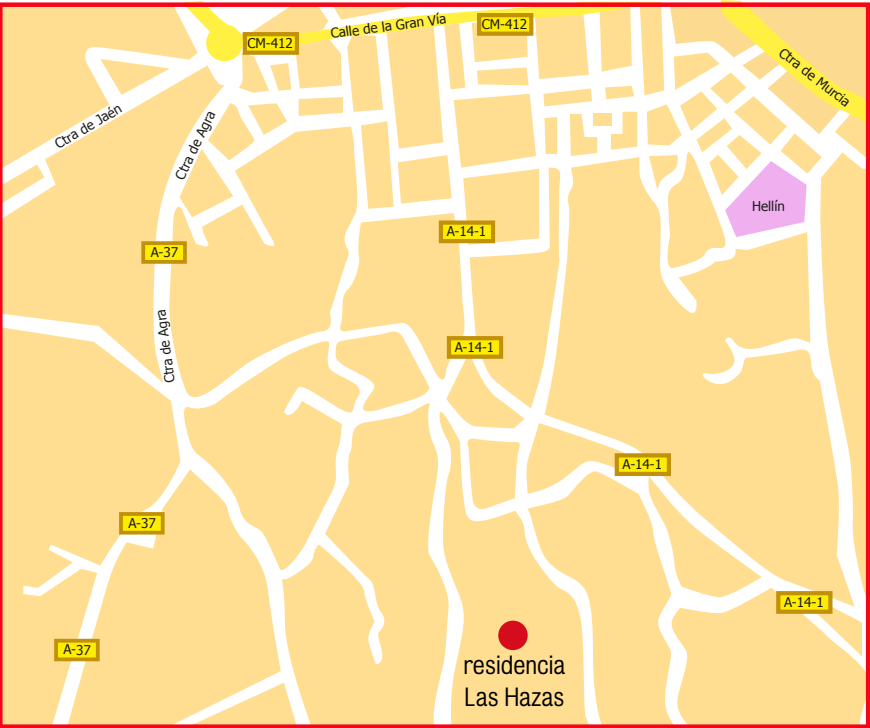 Calle de la Gran Vía
CM-412
CM-412
Ctra de Murcia
Ctra de Jaén
Ctra de Agra
Hellín
A-14-1
A-37
Ctra de Agra
A-14-1
A-14-1
A-37
A-14-1
A-37
residencia
Las Hazas